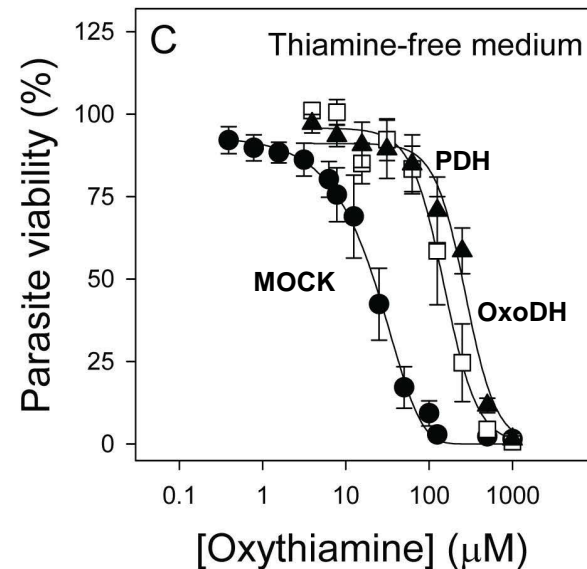 C
Thiamine-free medium
Parasite viability (%)
125
100
75
50
25
0
PDH
MOCK
OxoDH
0.1 1 10 100 1000
[Oxythiamine] (μM)